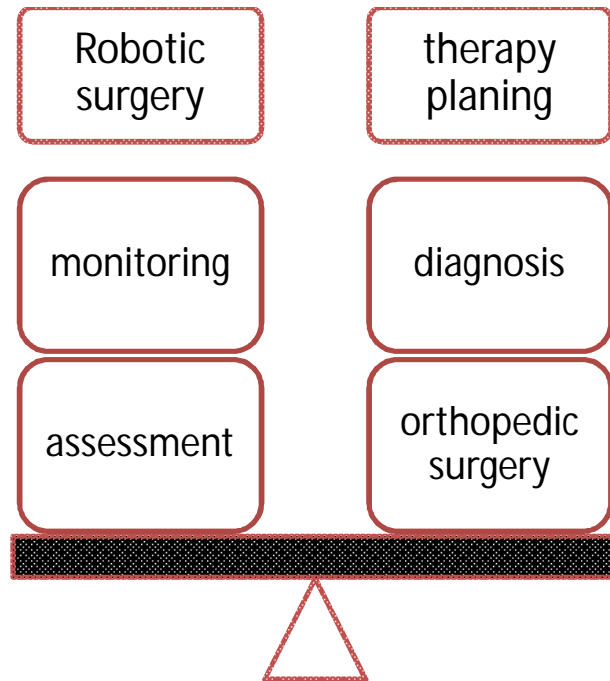 Robotic
surgery
therapy
planing
monitoring
diagnosis
assessment
orthopedic
surgery